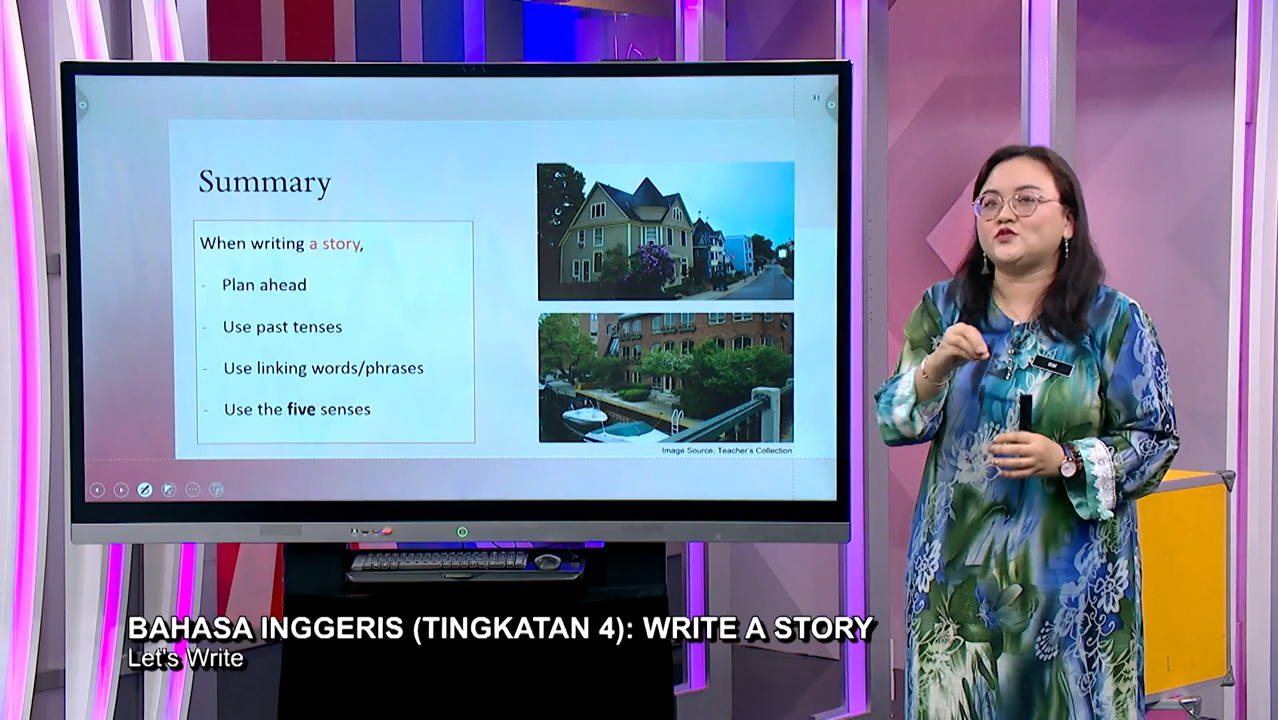 31
Summary
When writing a story,
- Plan ahead
- Use past tenses
- Use linking words/phrases
- Use the five senses
Image Source: Teacher's Collection
BAHASA INGGERIS (TINGKATAN 4): WRITE A STORY
Let's Write